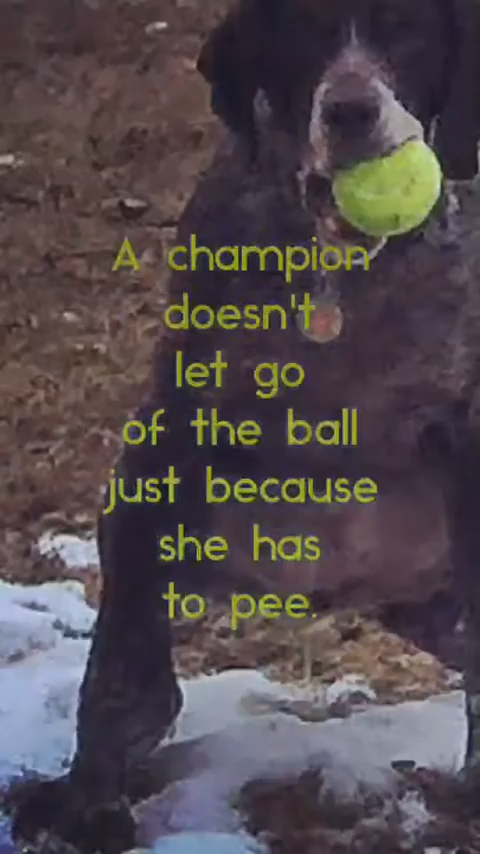 A champion
doesn't
let go
of the ball
just because
she has
to pee.